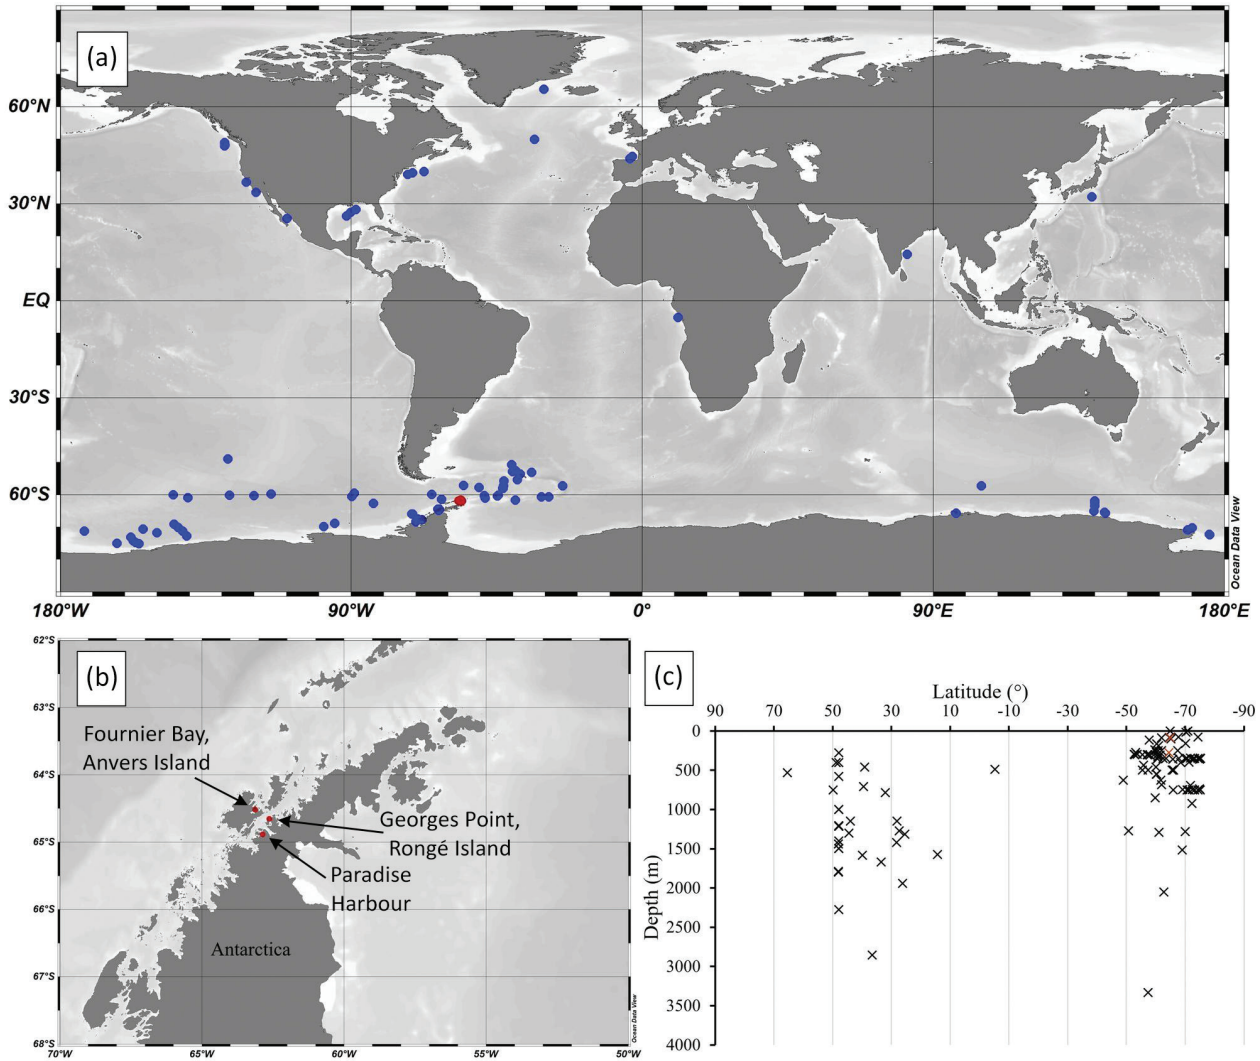 (a)
60°N
30°N
EQ
30°S
60°S
Ocean Data View
180°W
90°W
0°
90°E
180°E
(b)
62°S
63°S
64°S
65°S
66°S
67°S
68°S
Fournier Bay,
Anvers Island
Georges Point,
Rongé Island
Paradise
Harbour
Antarctica
Ocean Data View
70°W
65°W
60°W
55°W
50°W
(c)
Latitude (°)
90 70 50 30 10 -10 -30 -50 -70 -90
Depth (m)
0
500
1000
1500
2000
2500
3000
3500
4000